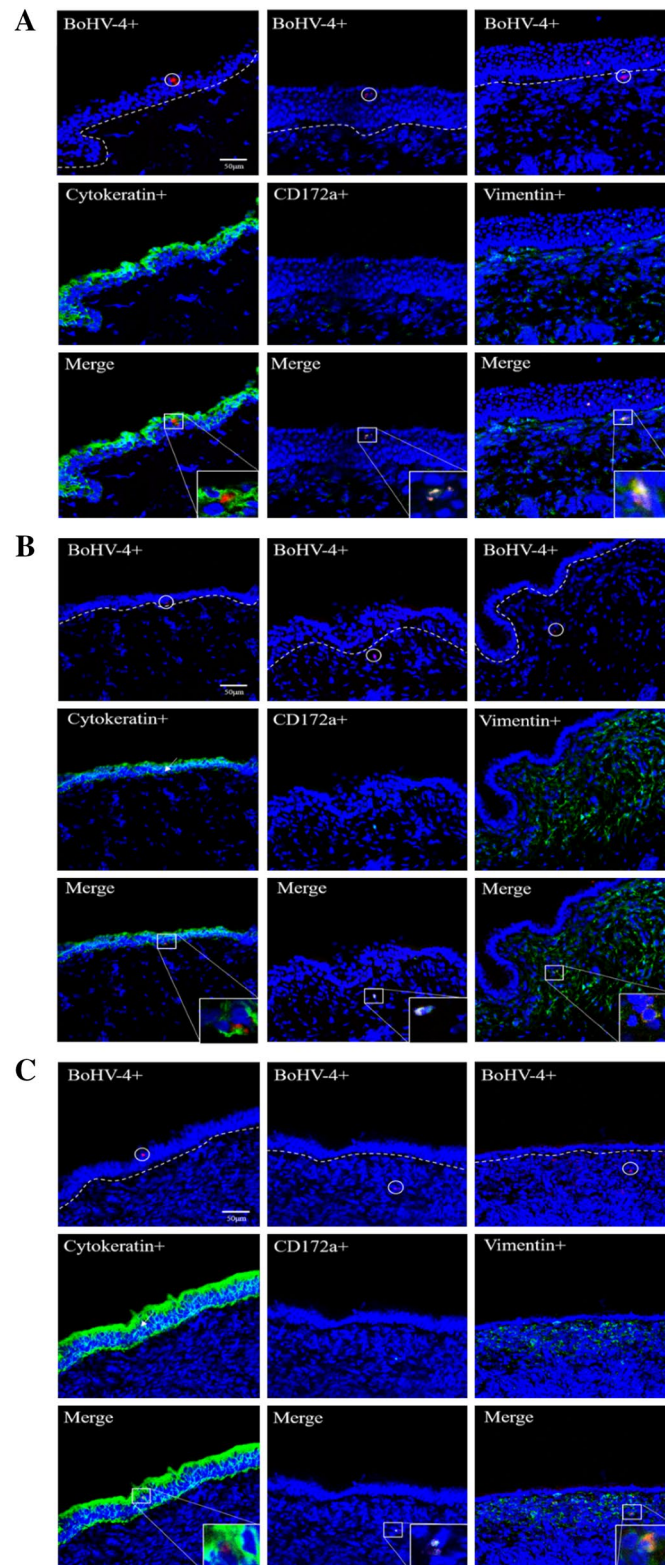 A
BoHV-4+
BoHV-4+
BoHV-4+
50µm
Cytokeratin+
CD172a+
Vimentin+
Merge
Merge
Merge
B
BoHV-4+
BoHV-4+
BoHV-4+
50µm
Cytokeratin+
CD172a+
Vimentin+
Merge
Merge
Merge
C
BoHV-4+
BoHV-4+
BoHV-4+
50µm
Cytokeratin+
CD172a+
Vimentin+
Merge
Merge
Merge